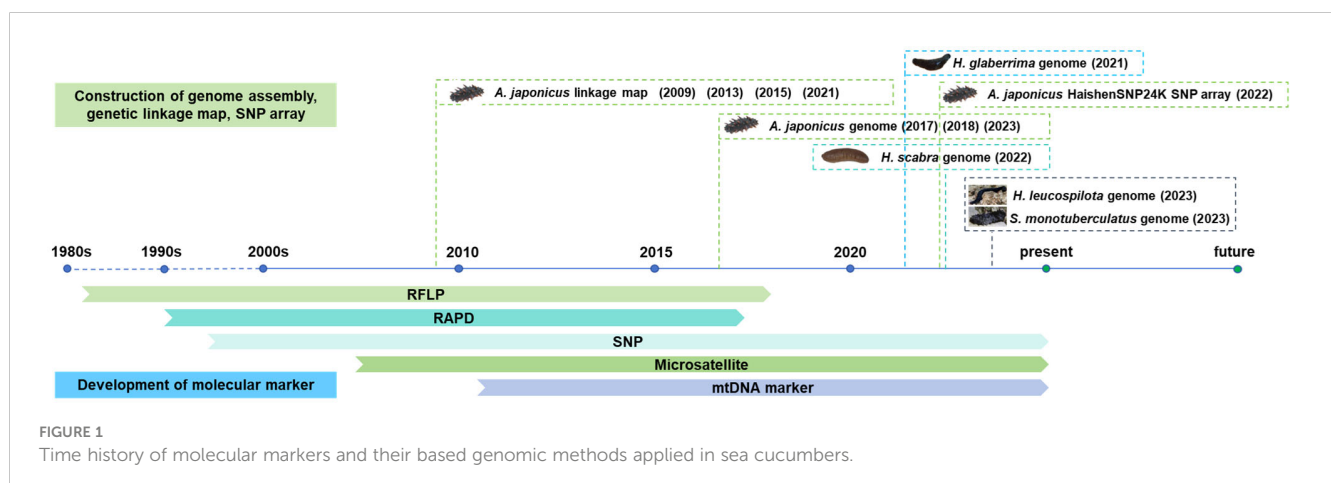 Construction of genome assembly,
genetic linkage map, SNP array
H. glaberrima genome (2021)
A. japonicus linkage map (2009) (2013) (2015) (2021)
A. japonicus HaishenSNP24K SNP array (2022)
A. japonicus genome (2017) (2018) (2023)
H. scabra genome (2022)
H. leucospilota genome (2023)
S. monotuberculatus genome (2023)
1980s 1990s 2000s 2010 2015 2020 present future
RFLP
RAPD
SNP
Microsatellite
Development of molecular marker
mtDNA marker
FIGURE 1
Time history of molecular markers and their based genomic methods applied in sea cucumbers.